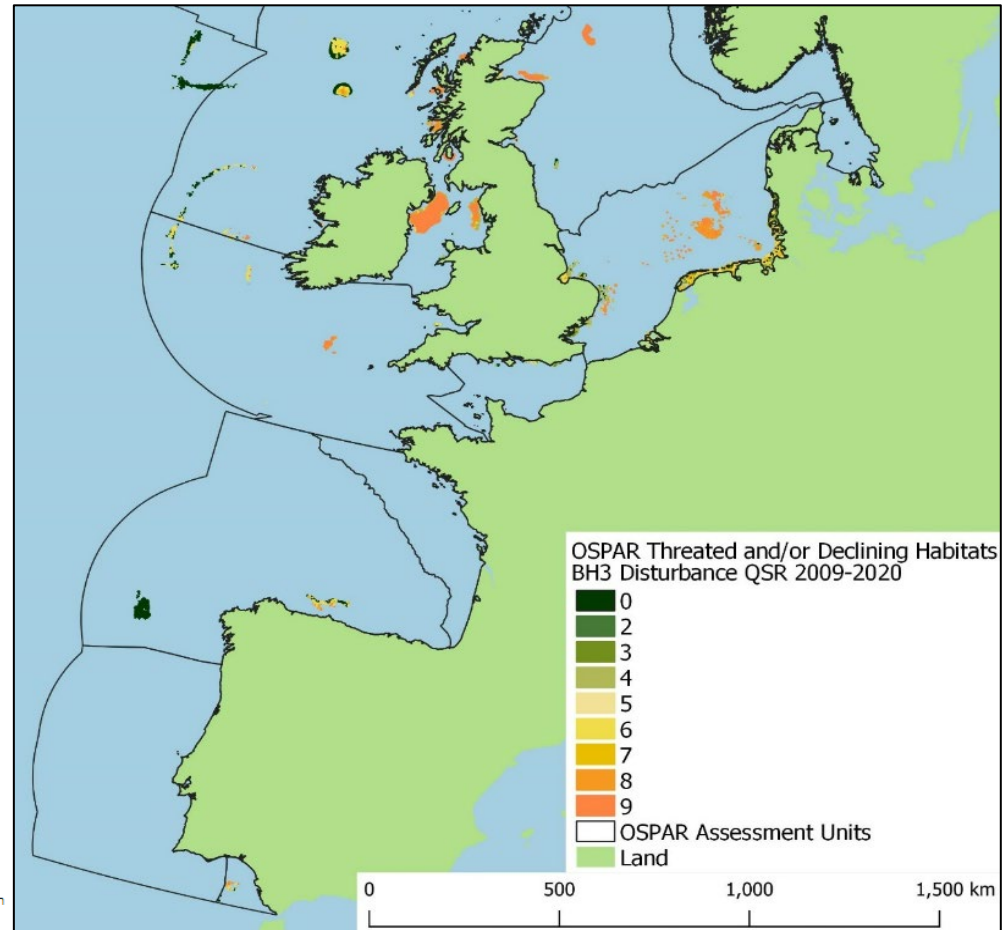 OSPAR Threated and/or Declining Habitats
BH3 Disturbance QSR 2009-2020
0
2
3
4
5
6
7
8
9
OSPAR Assessment Units
Land
0 500 1,000 1,500 km